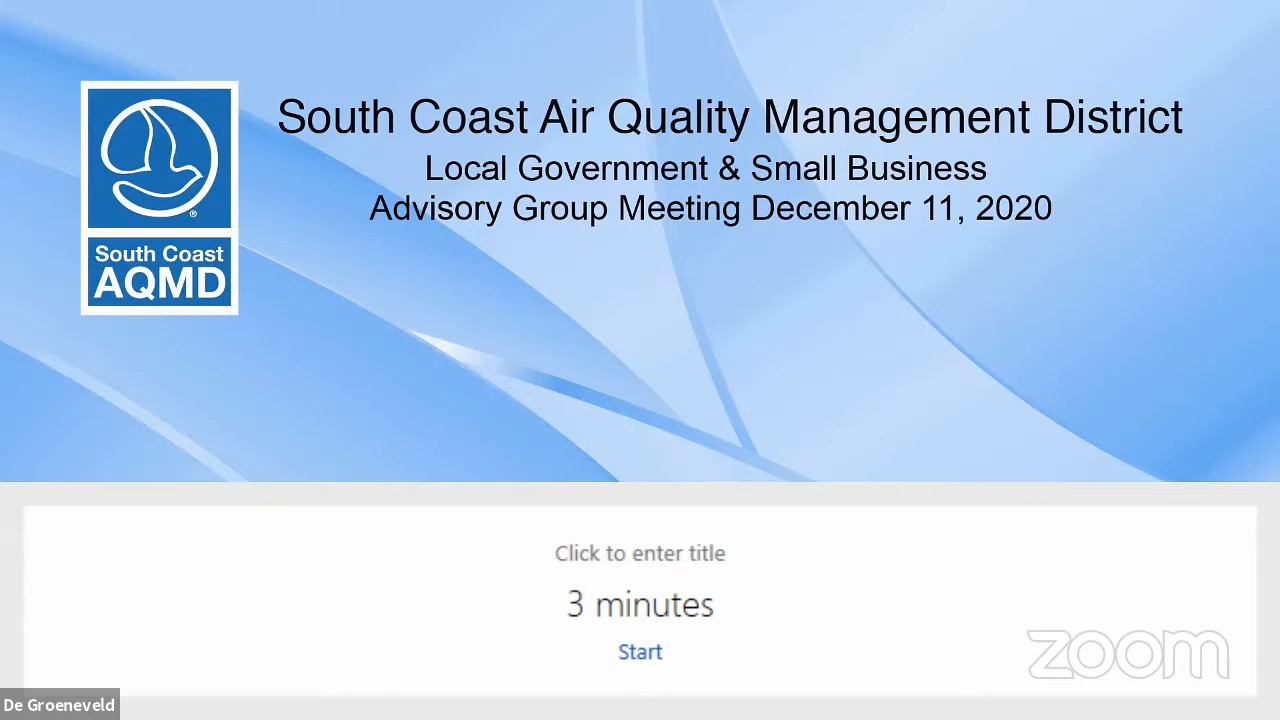 South Coast Air Quality Management District
Local Government & Small Business
Advisory Group Meeting December 11, 2020
®
South Coast
AQMD
Click to enter title
3 minutes
Start
zoom
De Groeneveld